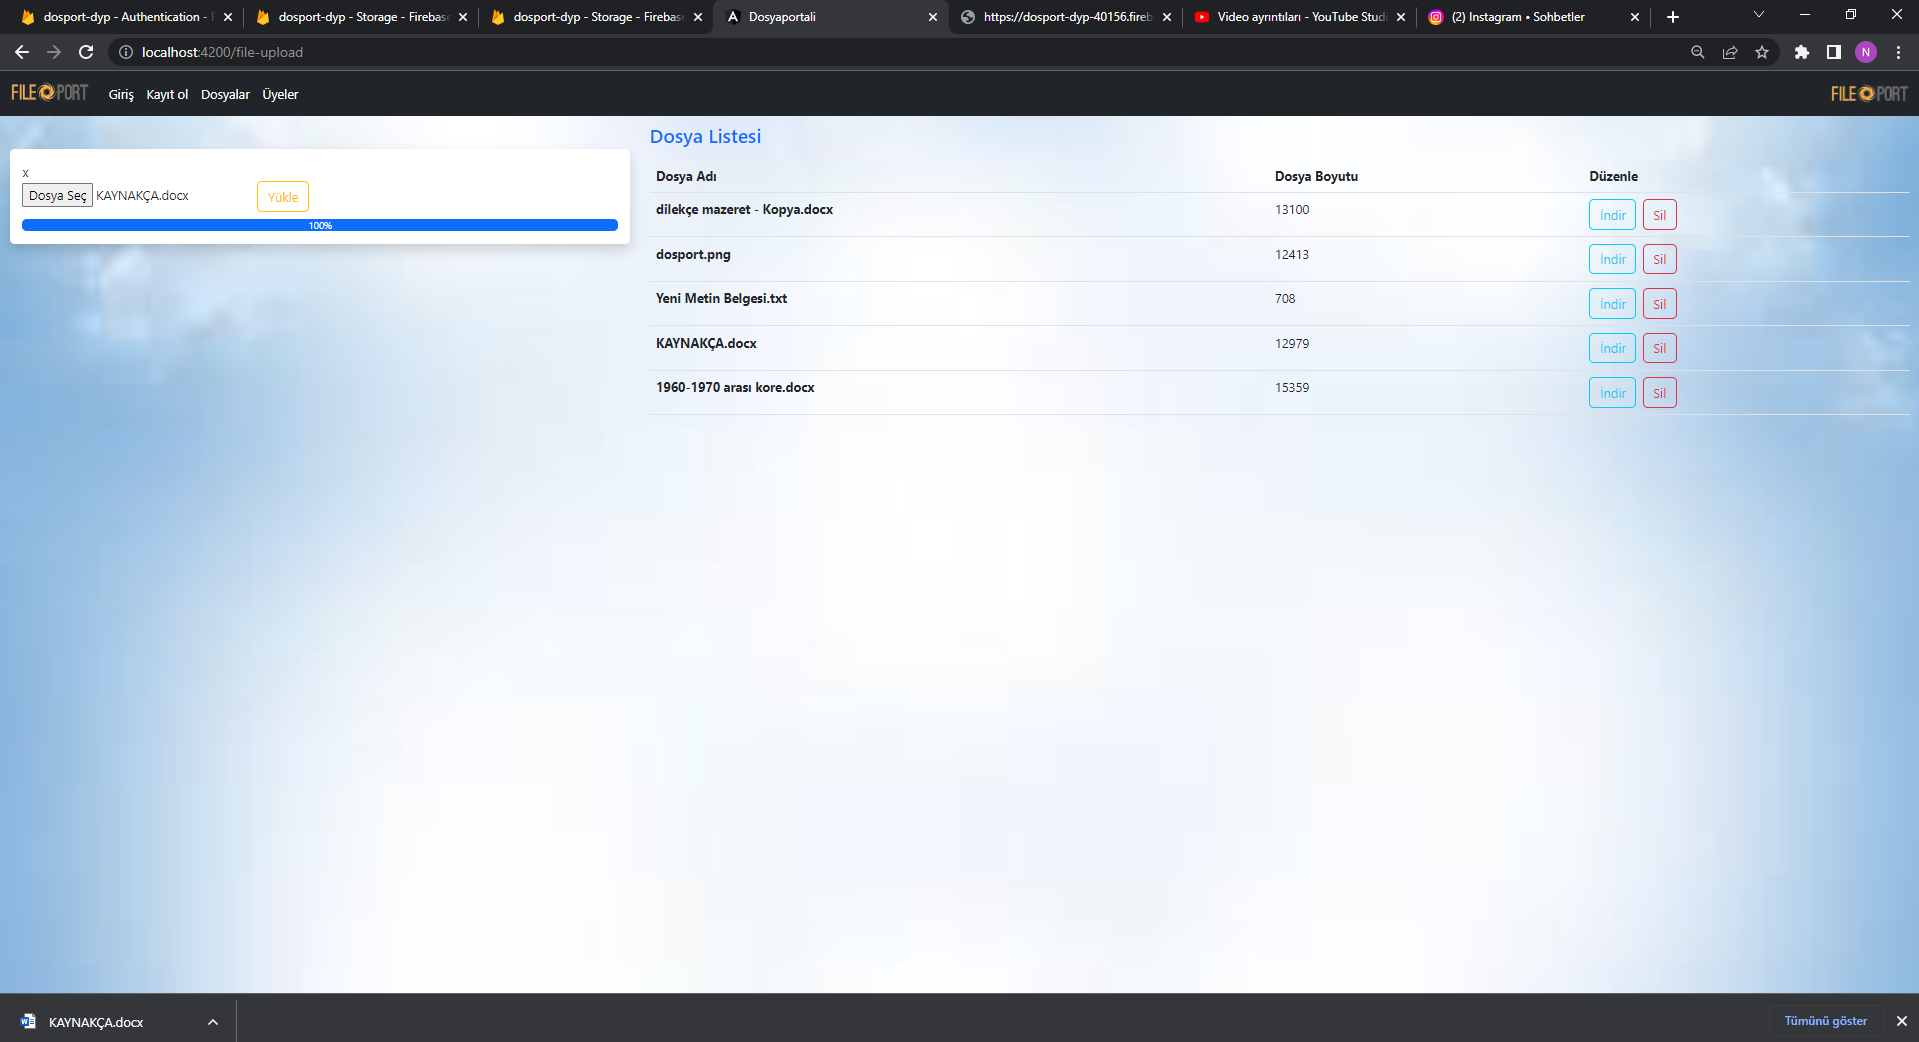 dosport-dyp - Authentication - F
dosport-dyp - Storage - Firebase
dosport-dyp - Storage - Firebase
Dosyaportali
https://dosport-dyp-40156.fireb
Video ayrıntıları - YouTube Studi
(2) Instagram • Sohbetler
localhost:4200/file-upload
N
FILE PORT Giriş Kayıt ol Dosyalar Üyeler FILE PORT
x
Dosya Seç KAYNAKÇA.docx Yükle
100%
Dosya Listesi
Dosya Adı Dosya Boyutu Düzenle
dilekçe mazeret - Kopya.docx 13100 İndir Sil
dosport.png 12413 İndir Sil
Yeni Metin Belgesi.txt 708 İndir Sil
KAYNAKÇA.docx 12979 İndir Sil
1960-1970 arası kore.docx 15359 İndir Sil
KAYNAKÇA.docx
Tümünü göster